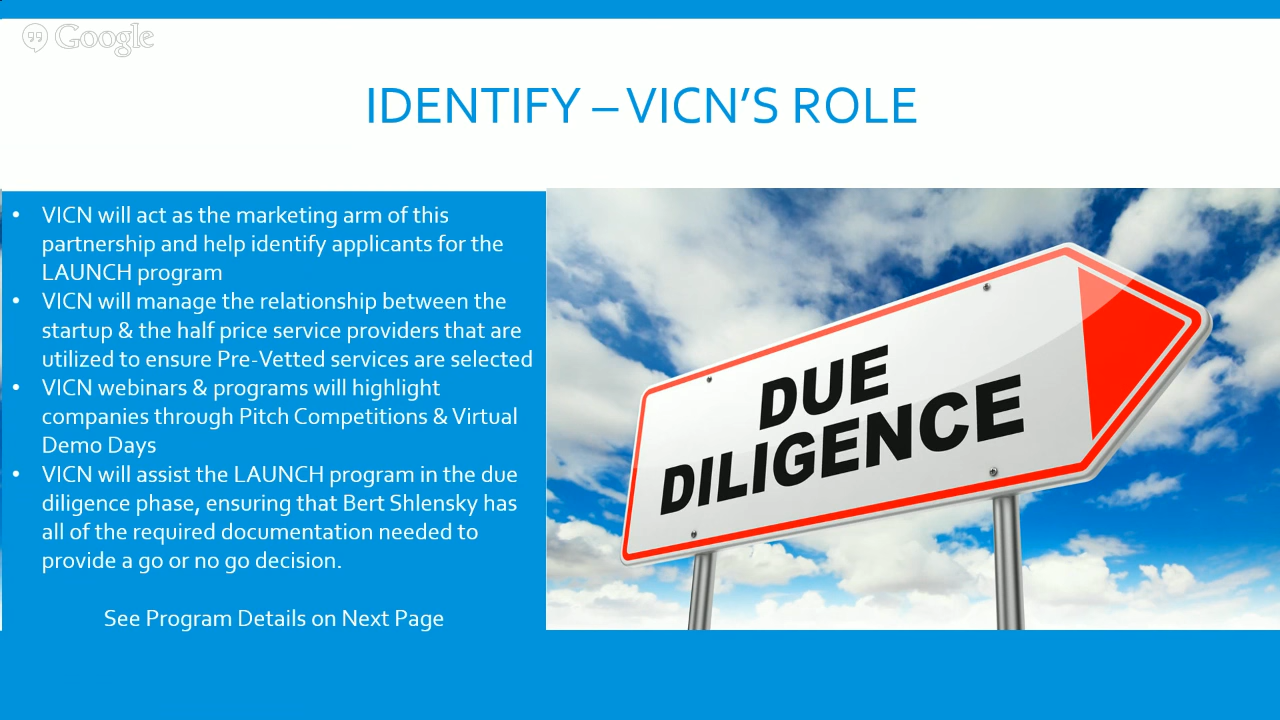 Google
IDENTIFY – VICN'S ROLE
• VICN will act as the marketing arm of this
partnership and help identify applicants for the
LAUNCH program
• VICN will manage the relationship between the
startup & the half price service providers that are
utilized to ensure Pre-Vetted services are selected
• VICN webinars & programs will highlight
companies through Pitch Competitions & Virtual
Demo Days
• VICN will assist the LAUNCH program in the due
diligence phase, ensuring that Bert Shlensky has
all of the required documentation needed to
provide a go or no go decision.
See Program Details on Next Page
DUE
DILIGENCE